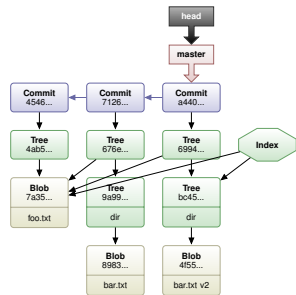 head
master
Commit
4546...
Commit
7126...
Commit
a440...
Tree
4ab5...
Tree
676e...
Tree
6994...
Index
Blob
7a35...
foo.txt
Tree
9a99...
dir
Tree
bc45...
dir
Blob
8983...
bar.txt
Blob
4f55...
bar.txt v2